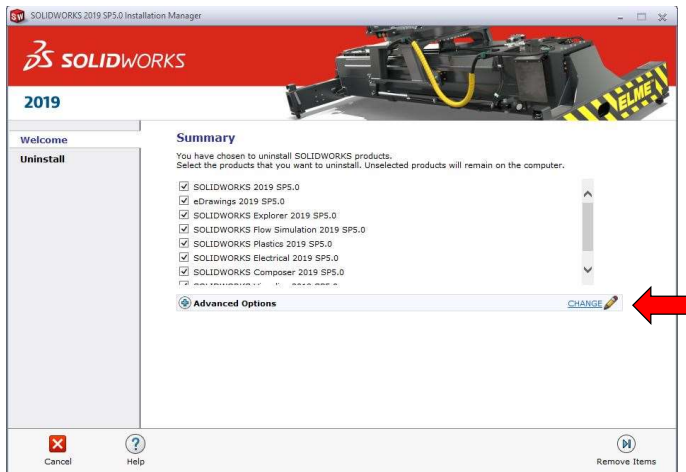 SOLIDWORKS 2019 SP5.0 Installation Manager
SOLIDWORKS
ELME
2019
Welcome
Uninstall
Summary
You have chosen to uninstall SOLIDWORKS products.
Select the products that you want to uninstall. Unselected products will remain on the computer.
SOLIDWORKS 2019 SP5.0
eDrawings 2019 SP5.0
SOLIDWORKS Explorer 2019 SP5.0
SOLIDWORKS Flow Simulation 2019 SP5.0
SOLIDWORKS Plastics 2019 SP5.0
SOLIDWORKS Electrical 2019 SP5.0
SOLIDWORKS Composer 2019 SP5.0
Advanced Options
CHANGE
Cancel
Help
Remove Items